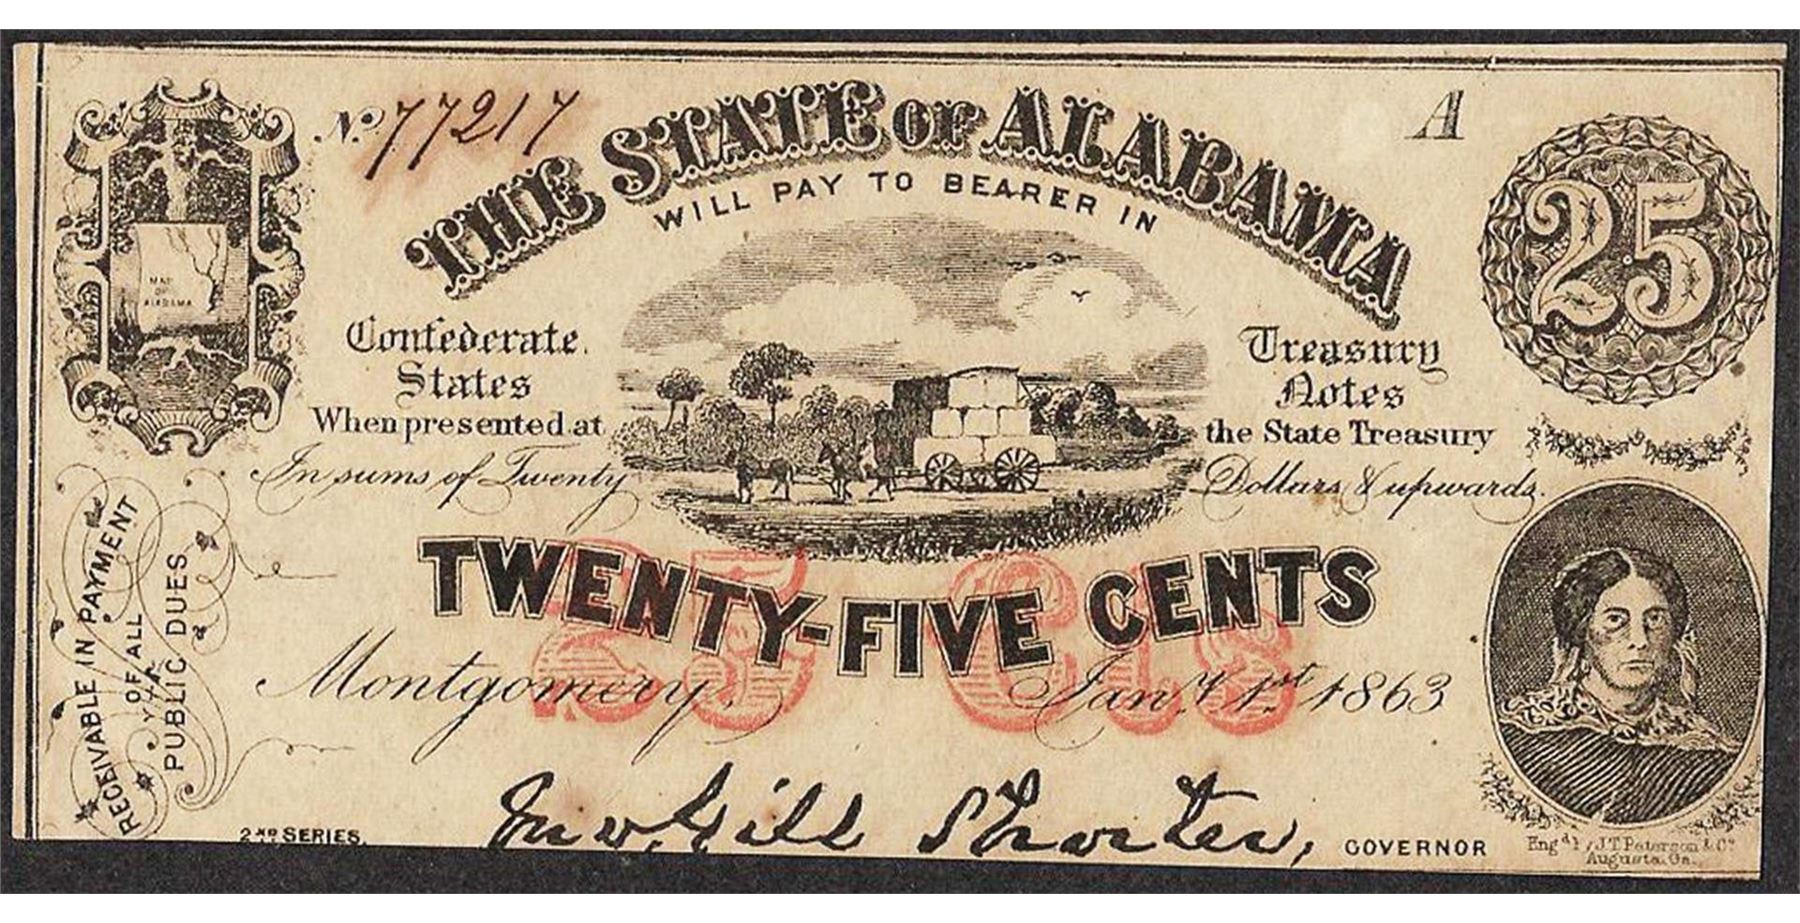 No. 77217
A
THE STATE OF ALABAMA
WILL PAY TO BEARER IN
25
MAP
OF
ALABAMA
Confederate
States
Treasury
Notes
When presented at the State Treasury
In sums of Twenty Dollars & upwards.
TWENTY-FIVE CENTS
25 Cts
Montgomery, Jany. 1st. 1863
RECEIVABLE IN PAYMENT
OF ALL
PUBLIC DUES
2ND SERIES.
Jno. Gill Shorter, GOVERNOR
Engd by J.T. Paterson & Co
Augusta. Ga.